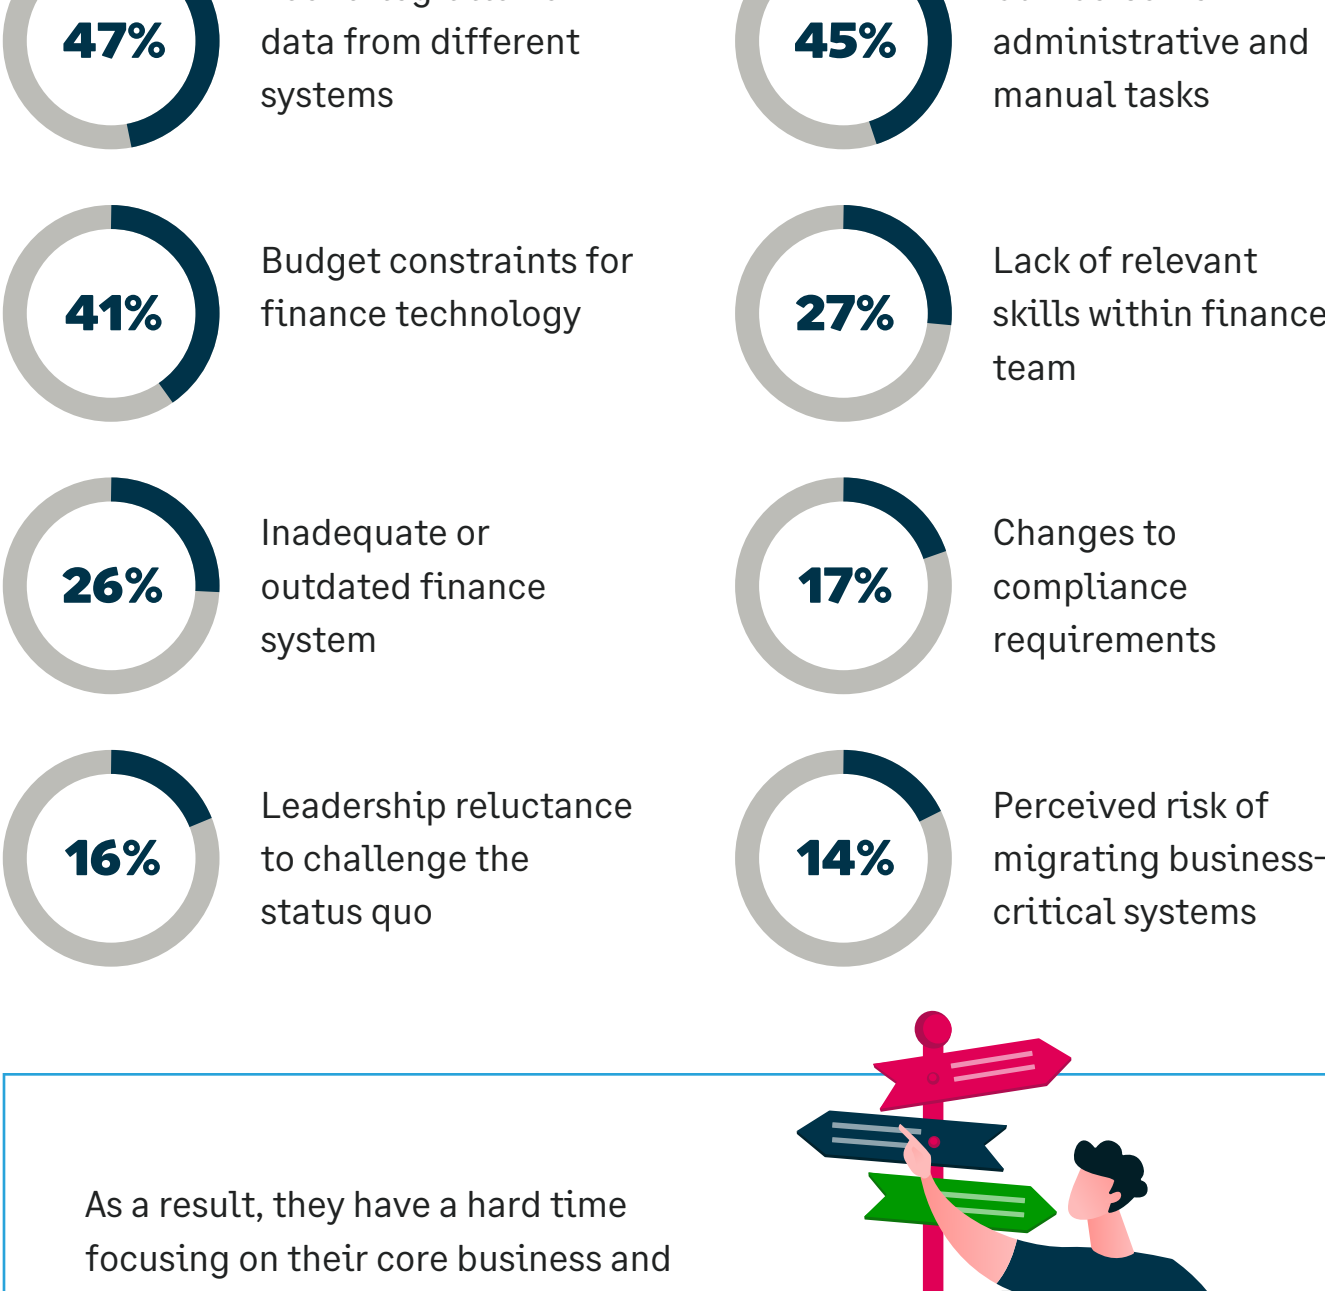 47%
data from different
systems
45%
administrative and
manual tasks
41%
Budget constraints for
finance technology
27%
Lack of relevant
skills within finance
team
26%
Inadequate or
outdated finance
system
17%
Changes to
compliance
requirements
16%
Leadership reluctance
to challenge the
status quo
14%
Perceived risk of
migrating business-
critical systems
As a result, they have a hard time
focusing on their core business and